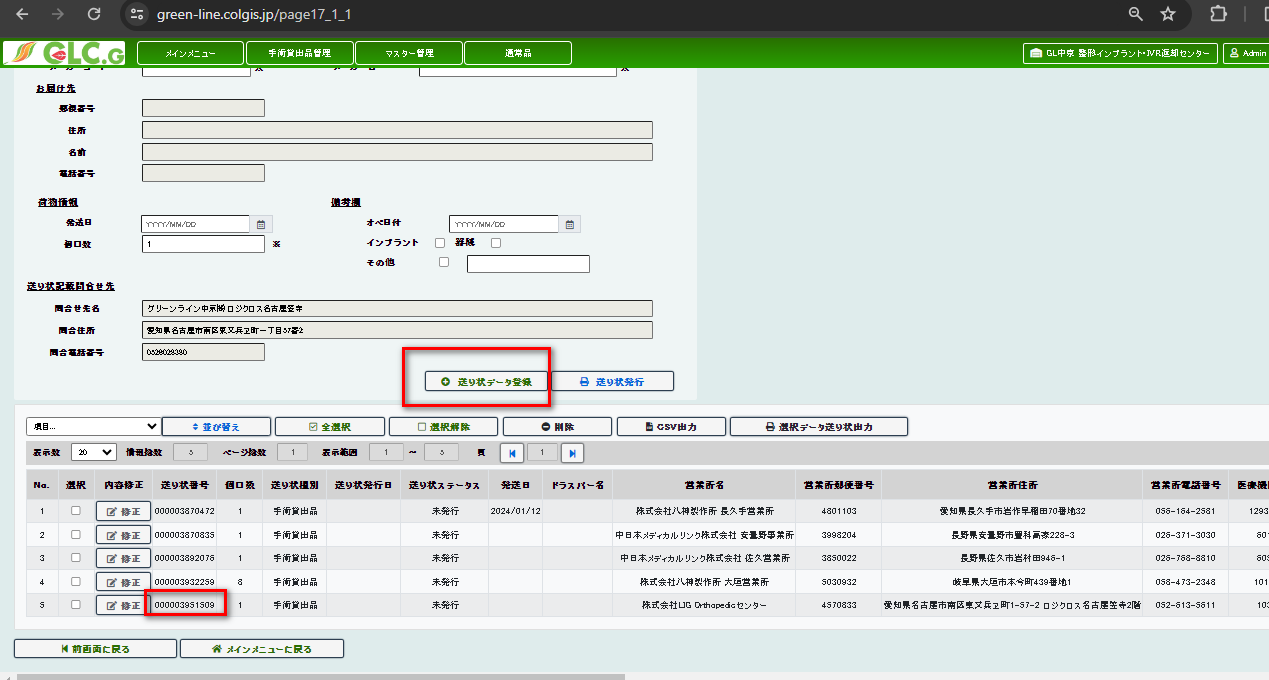 green-line.colgis.jp/page17_1_1
GLC.G
メインメニュー 手術貸出品管理 マスター管理 通常品 GL中京 整形インプラント・IVR返却センター Admin
お届け先
郵便番号
住所
名前
電話番号
荷物情報 備考欄
発送日 YYYY/MM/DD オペ日付 YYYY/MM/DD
個口数 1 ※ インプラント 器械
その他
送り状記載問合せ先
問合せ先名 グリーンライン中京㈱ロジクロス名古屋笠寺
問合住所 愛知県名古屋市南区東又兵ヱ町一丁目57番2
問合電話番号
送り状データ登録 送り状発行
項目... 並び替え 全選択 選択解除 削除 CSV出力 選択データ送り状出力
表示数 20 情報総数 5 ページ総数 1 表示範囲 1 ～ 5 頁 1
No. 選択 内容修正 送り状番号 個口数 送り状種別 送り状発行日 送り状ステータス 発送日 ドライバー名 営業所名 営業所郵便番号 営業所住所 営業所電話番号 医療機
1 修正 000003870472 1 手術貸出品 未発行 2024/01/12 株式会社八神製作所 長久手営業所 4801103 愛知県長久手市岩作早稲田70番地32 056-164-2581 1293
2 修正 000003870835 1 手術貸出品 未発行 中日本メディカルリンク株式会社 安曇野事業所 3998204 長野県安曇野市豊科高家228-3 026-371-3030 601
3 修正 000003892076 1 手術貸出品 未発行 中日本メディカルリンク株式会社 佐久営業所 3850022 長野県佐久市岩村田946-1 026-768-8810 503
4 修正 000003932259 8 手術貸出品 未発行 株式会社八神製作所 大垣営業所 5030932 岐阜県大垣市本今町439番地1 058-473-2348 101
5 修正 000003951509 1 手術貸出品 未発行 株式会社LIG Orthopedicセンター 4570833 愛知県名古屋市南区東又兵ヱ町1-57-2 ロジクロス名古屋笠寺2階 052-613-5611 103
前画面に戻る メインメニューに戻る